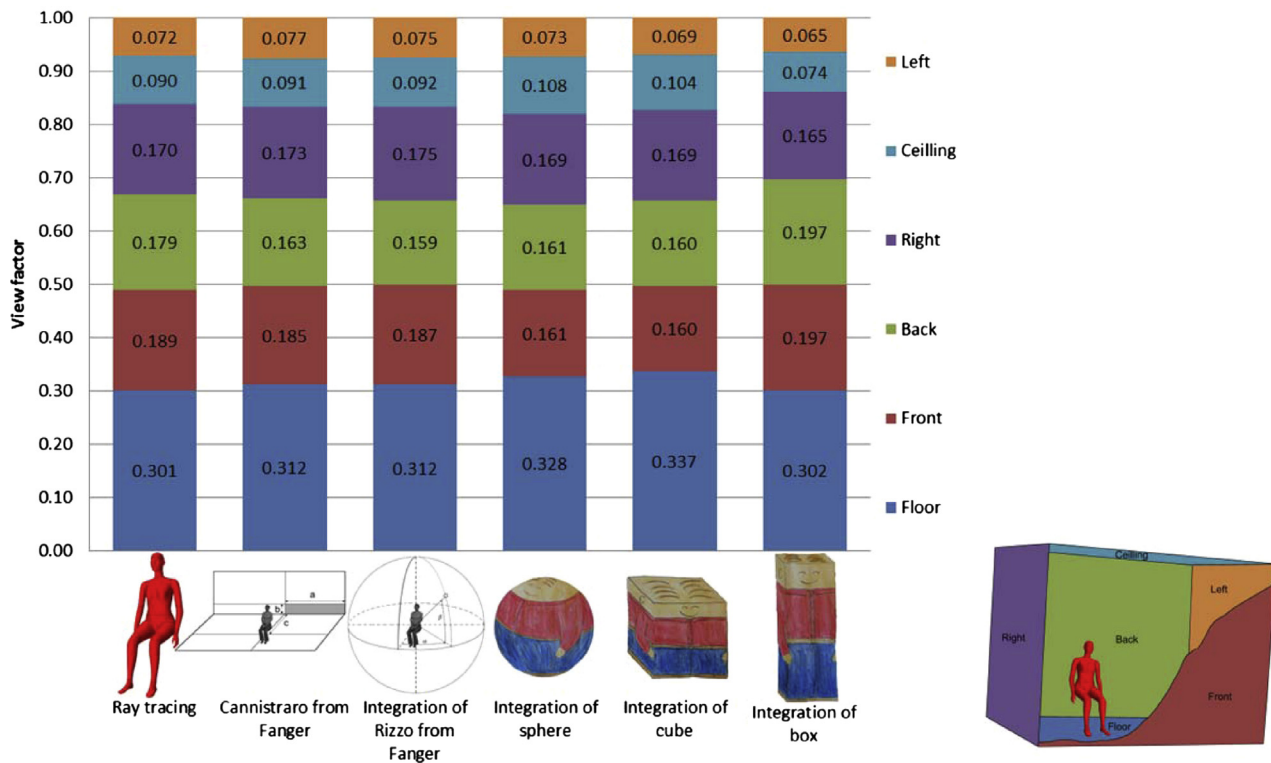 1.00
0.90
0.80
0.70
0.60
0.50
0.40
0.30
0.20
0.10
0.00
View factor
0.072 0.077 0.075 0.073 0.069 0.065
0.090 0.091 0.092 0.108 0.104 0.074
0.170 0.173 0.175 0.169 0.169 0.165
0.179 0.163 0.159 0.161 0.160 0.197
0.189 0.185 0.187 0.161 0.160 0.197
0.301 0.312 0.312 0.328 0.337 0.302
Left
Ceilling
Right
Back
Front
Floor
a
b
c
Ray tracing
Cannistraro from
Fanger
Integration of
Rizzo from
Fanger
Integration of
sphere
Integration of
cube
Integration of
box
Ceilling
Left
Right
Back
Front
Floor